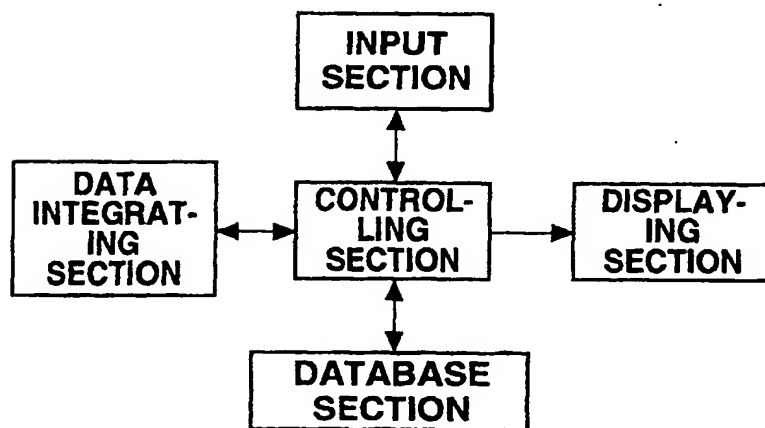 INPUT
SECTION
DATA
INTEGRAT-
ING
SECTION
CONTROL-
LING
SECTION
DISPLAY-
ING
SECTION
DATABASE
SECTION